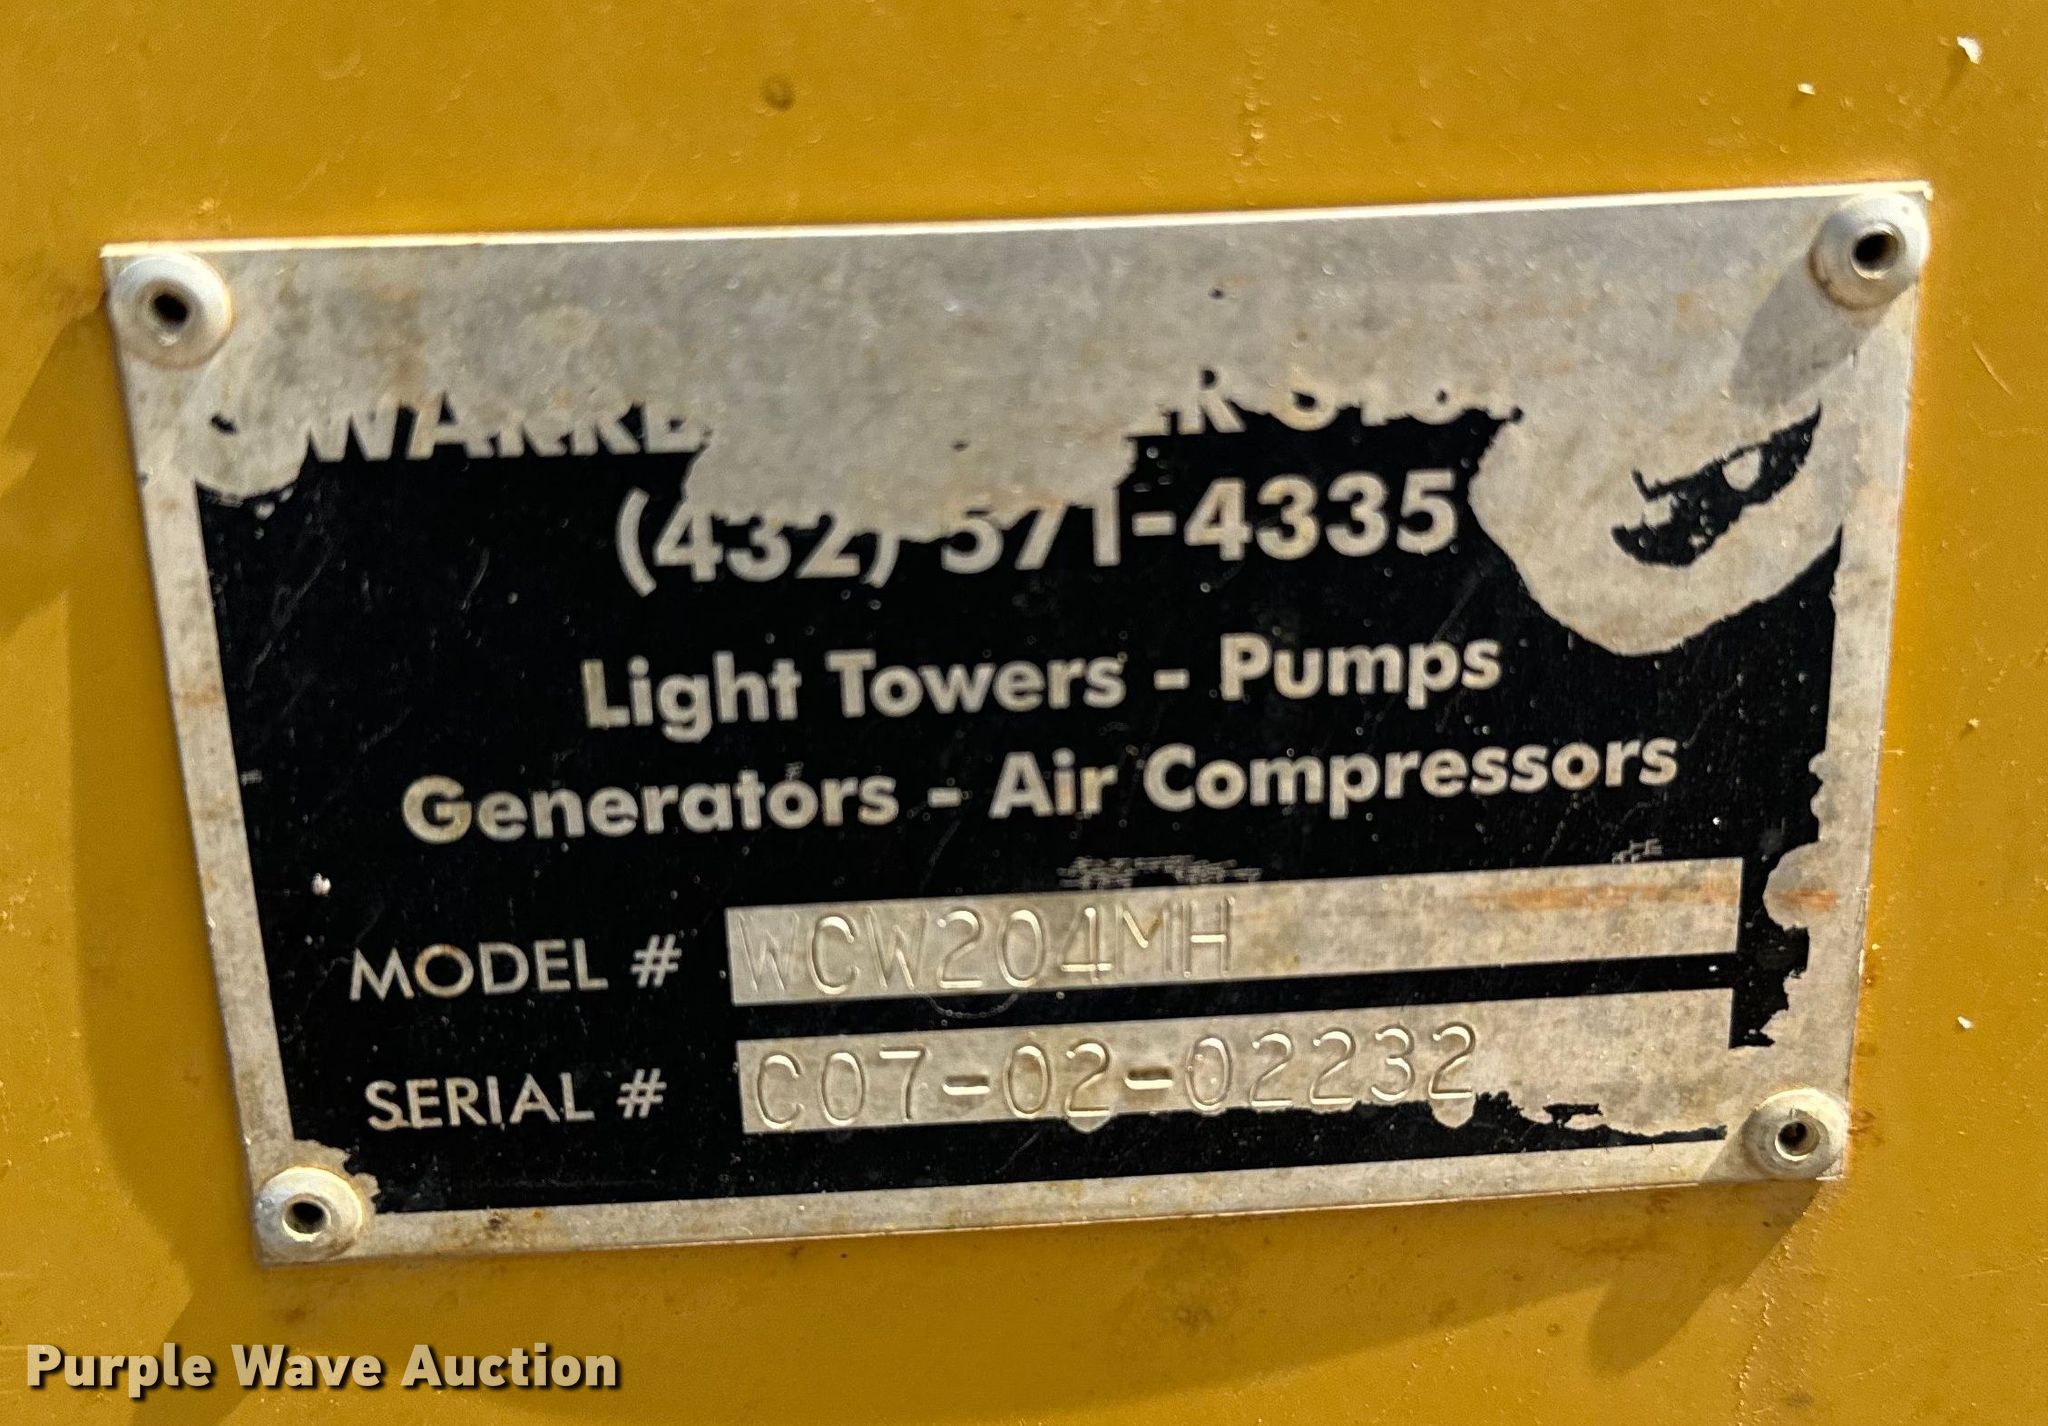 (432) 571-4335
Light Towers - Pumps
Generators - Air Compressors
MODEL # WCW204MH
SERIAL # C07-02-02232
Purple Wave Auction